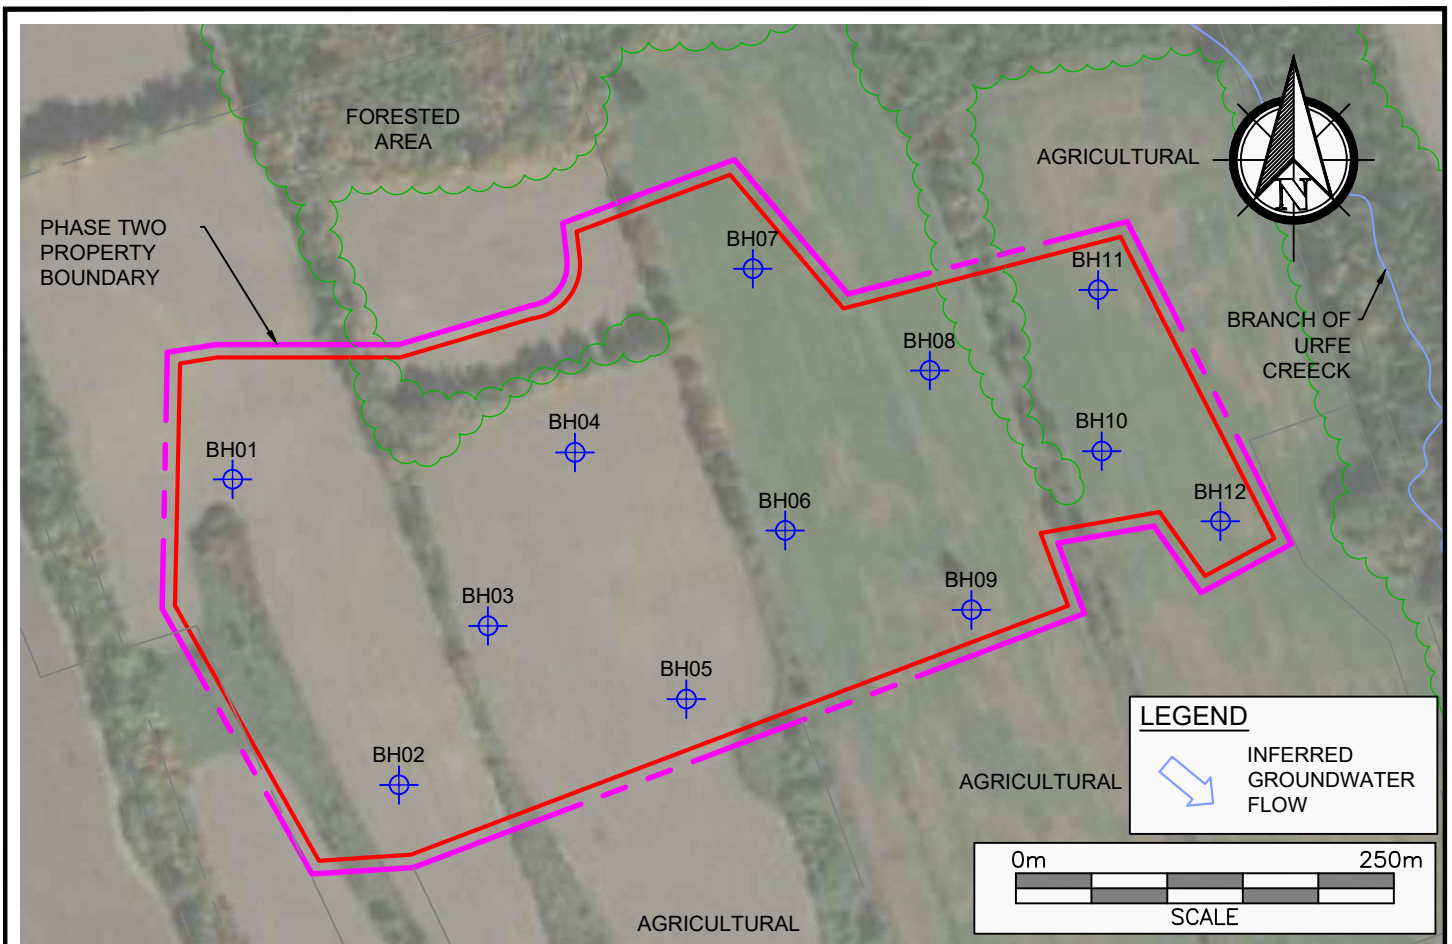 FORESTED
AREA
AGRICULTURAL
PHASE TWO
PROPERTY
BOUNDARY
N
BH07
BH11
BRANCH OF
URFE
CREECK
BH08
BH04
BH10
BH01
BH12
BH06
BH09
BH03
BH05
BH02
AGRICULTURAL
LEGEND
INFERRED
GROUNDWATER
FLOW
0m 250m
SCALE
AGRICULTURAL